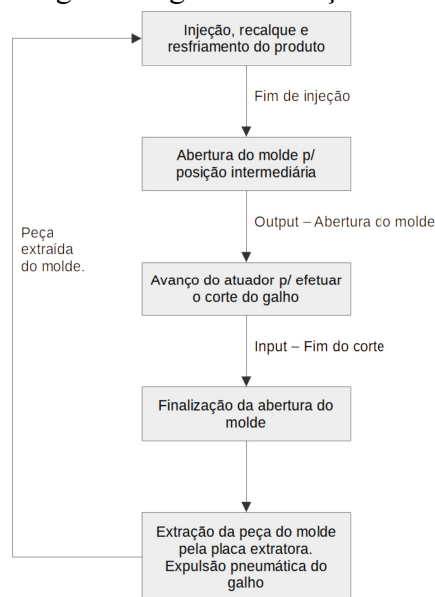 Injeção, recalque e
resfriamento do produto
Fim de injeção
Abertura do molde p/
posição intermediária
Output – Abertura do molde
Peça
extraída
do molde.
Avanço do atuador p/ efetuar
o corte do galho
Input – Fim do corte
Finalização da abertura do
molde
Extração da peça do molde
pela placa extratora.
Expulsão pneumática do
galho